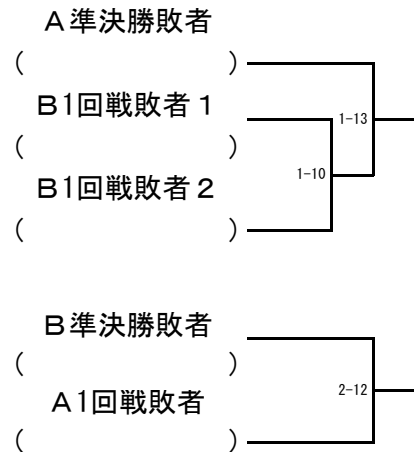 A準決勝敗者
(　　　　　　)
B1回戦敗者1
(　　　　　　)
B1回戦敗者2
(　　　　　　)
1-13
1-10
B準決勝敗者
(　　　　　　)
A1回戦敗者
(　　　　　　)
2-12